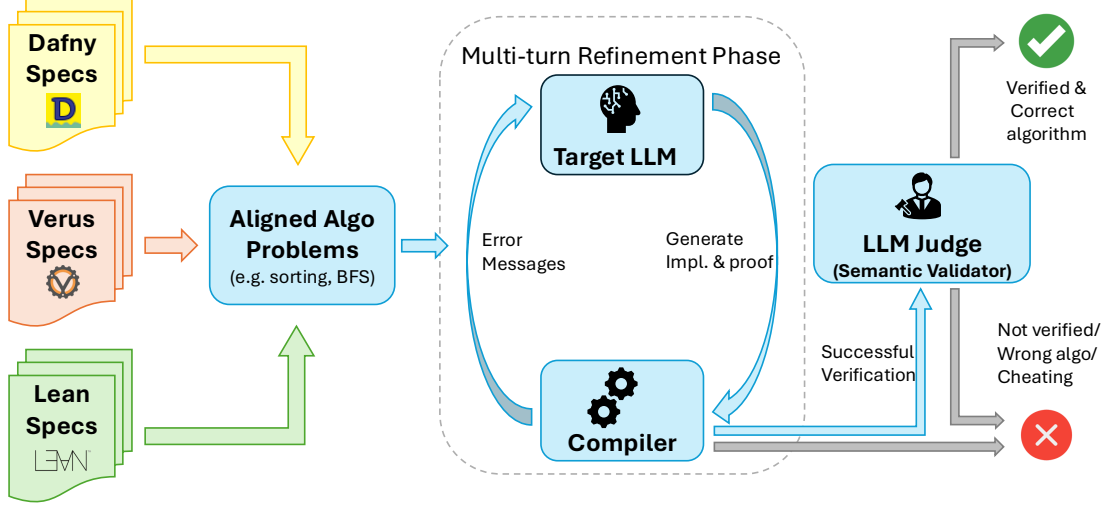 Dafny
Specs
D
Verus
Specs
V
Lean
Specs
L∃∀N
Aligned Algo
Problems
(e.g. sorting, BFS)
Multi-turn Refinement Phase
Target LLM
Error
Messages
Generate
Impl. & proof
Compiler
Successful
Verification
LLM Judge
(Semantic Validator)
Verified &
Correct
algorithm
Not verified/
Wrong algo/
Cheating